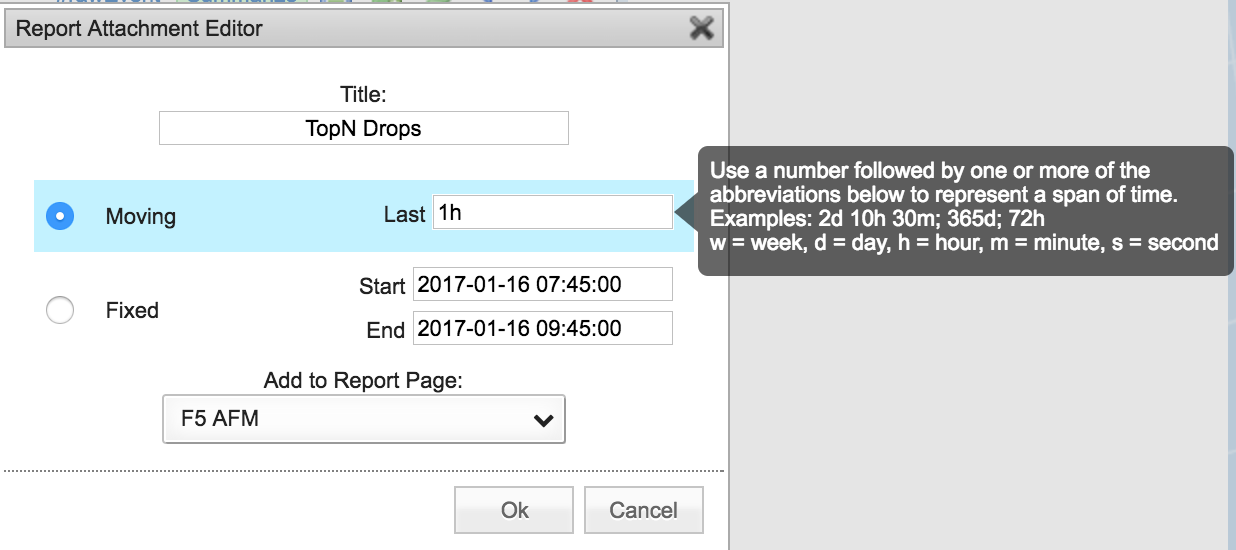 Report Attachment Editor
Title:
TopN Drops
Moving
Last
1h
Use a number followed by one or more of the
abbreviations below to represent a span of time.
Examples: 2d 10h 30m; 365d; 72h
w = week, d = day, h = hour, m = minute, s = second
Fixed
Start
2017-01-16 07:45:00
End
2017-01-16 09:45:00
Add to Report Page:
F5 AFM
Ok
Cancel